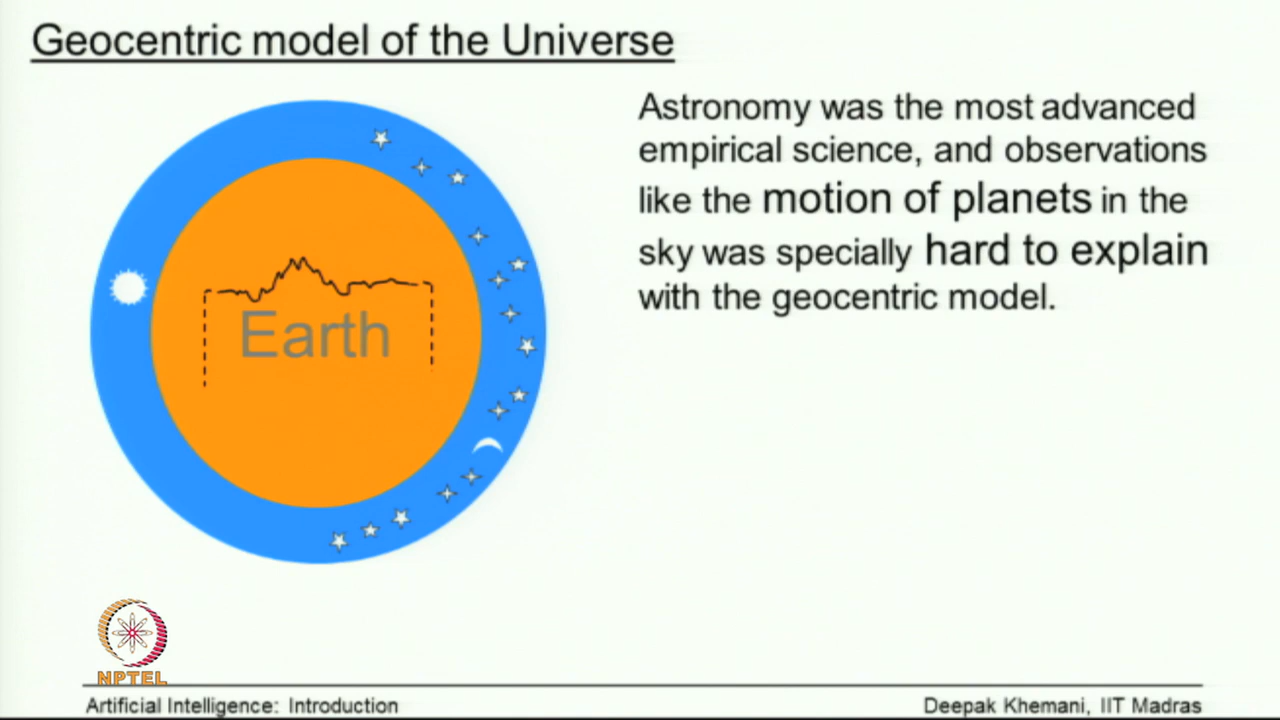 Geocentric model of the Universe
Astronomy was the most advanced
empirical science, and observations
like the motion of planets in the
sky was specially hard to explain
with the geocentric model.
Earth
NPTEL
Artificial Intelligence: Introduction
Deepak Khemani, IIT Madras